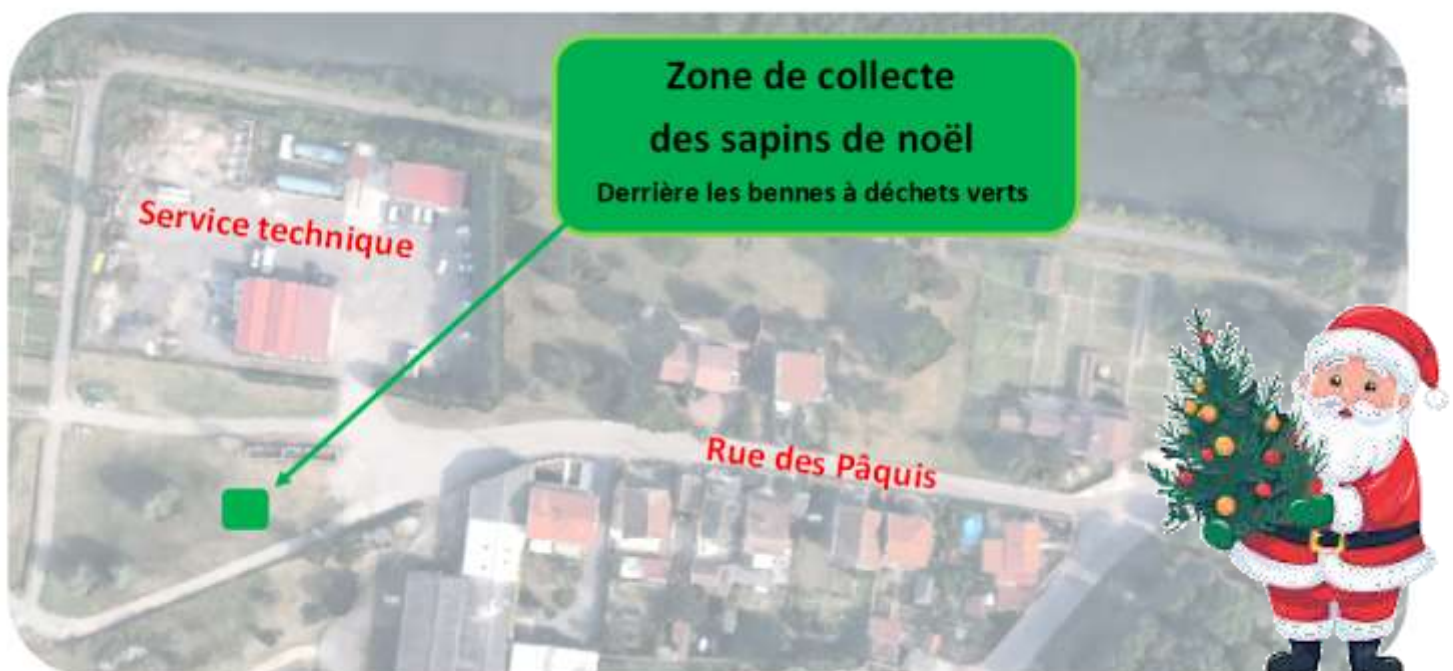 Zone de collecte
des sapins de noël
Derrière les bennes à déchets verts
Service technique
Rue des Pâquis